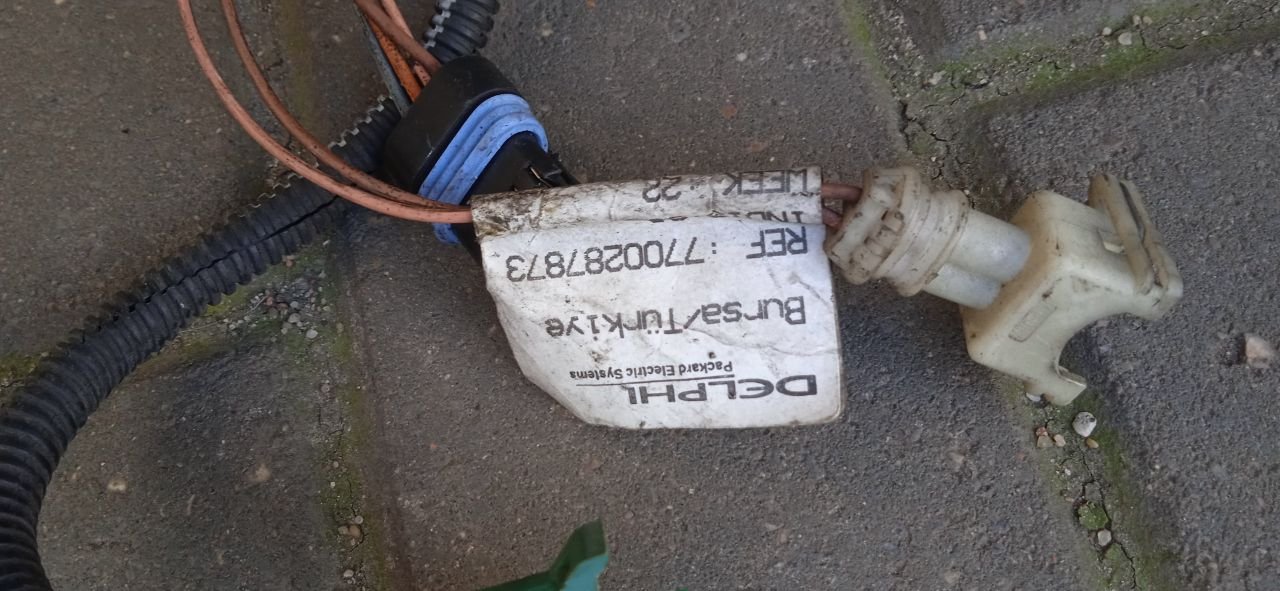 DELPHI
Packard Electric Systems
Bursa/Türkiye
REF :7700287873
WEEK :22